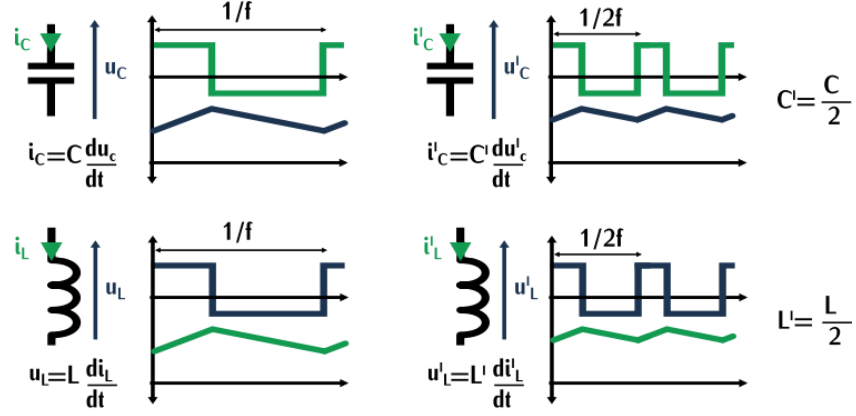 1/f
i_C
u_C
i_C=C du_c/dt
1/2f
i'_C
u'_C
i'_C=C' du'_c/dt
C'= C/2
1/f
i_L
u_L
u_L=L di_L/dt
1/2f
i'_L
u'_L
u'_L=L' di'_L/dt
L'= L/2